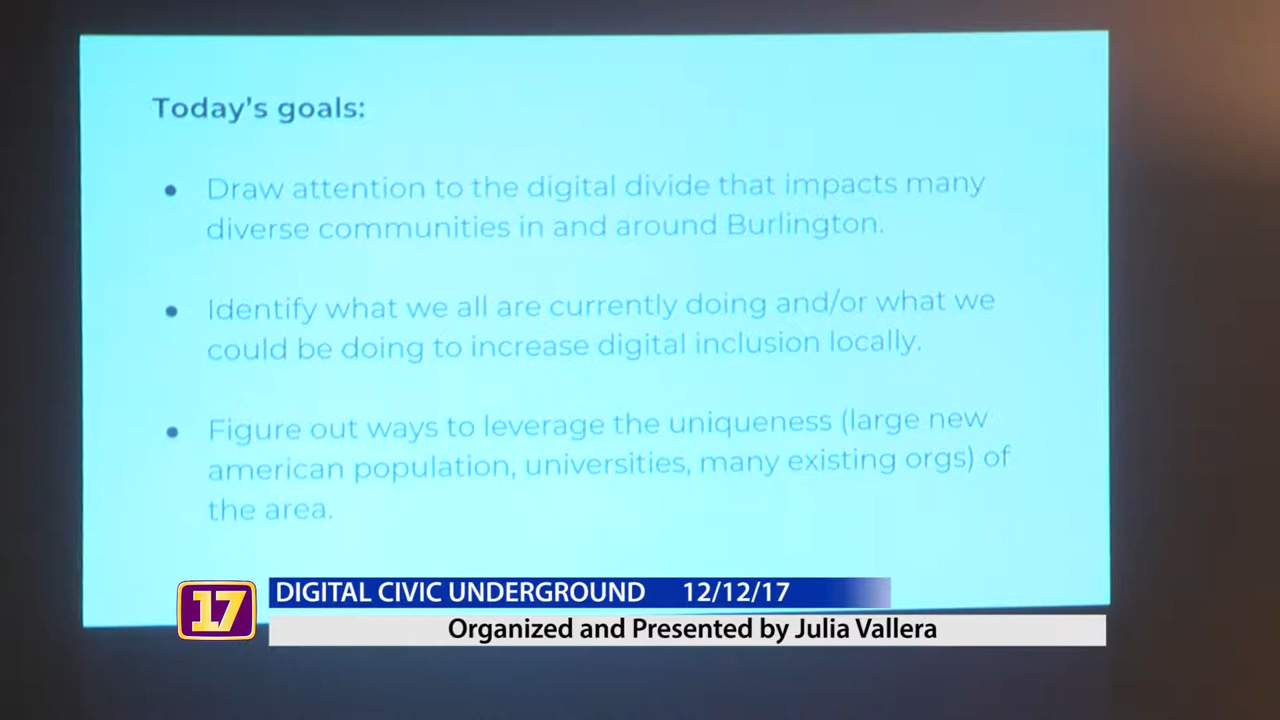 Today's goals:
● Draw attention to the digital divide that impacts many
diverse communities in and around Burlington.
● Identify what we all are currently doing and/or what we
could be doing to increase digital inclusion locally.
● Figure out ways to leverage the uniqueness (large new
american population, universities, many existing orgs) of
the area.
17
DIGITAL CIVIC UNDERGROUND 12/12/17
Organized and Presented by Julia Vallera